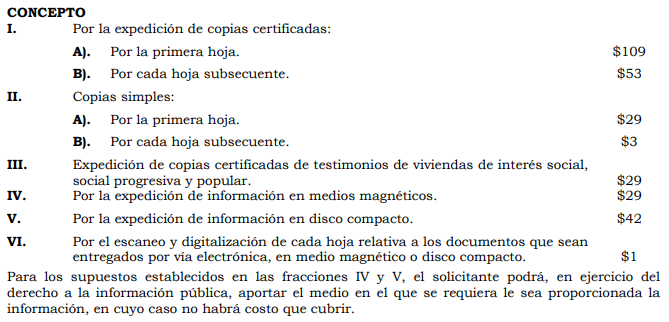 CONCEPTO
I. Por la expedición de copias certificadas:
A). Por la primera hoja. $109
B). Por cada hoja subsecuente. $53
II. Copias simples:
A). Por la primera hoja. $29
B). Por cada hoja subsecuente. $3
III. Expedición de copias certificadas de testimonios de viviendas de interés social,
social progresiva y popular. $29
IV. Por la expedición de información en medios magnéticos. $29
V. Por la expedición de información en disco compacto. $42
VI. Por el escaneo y digitalización de cada hoja relativa a los documentos que sean
entregados por vía electrónica, en medio magnético o disco compacto. $1
Para los supuestos establecidos en las fracciones IV y V, el solicitante podrá, en ejercicio del
derecho a la información pública, aportar el medio en el que se requiera le sea proporcionada la
información, en cuyo caso no habrá costo que cubrir.